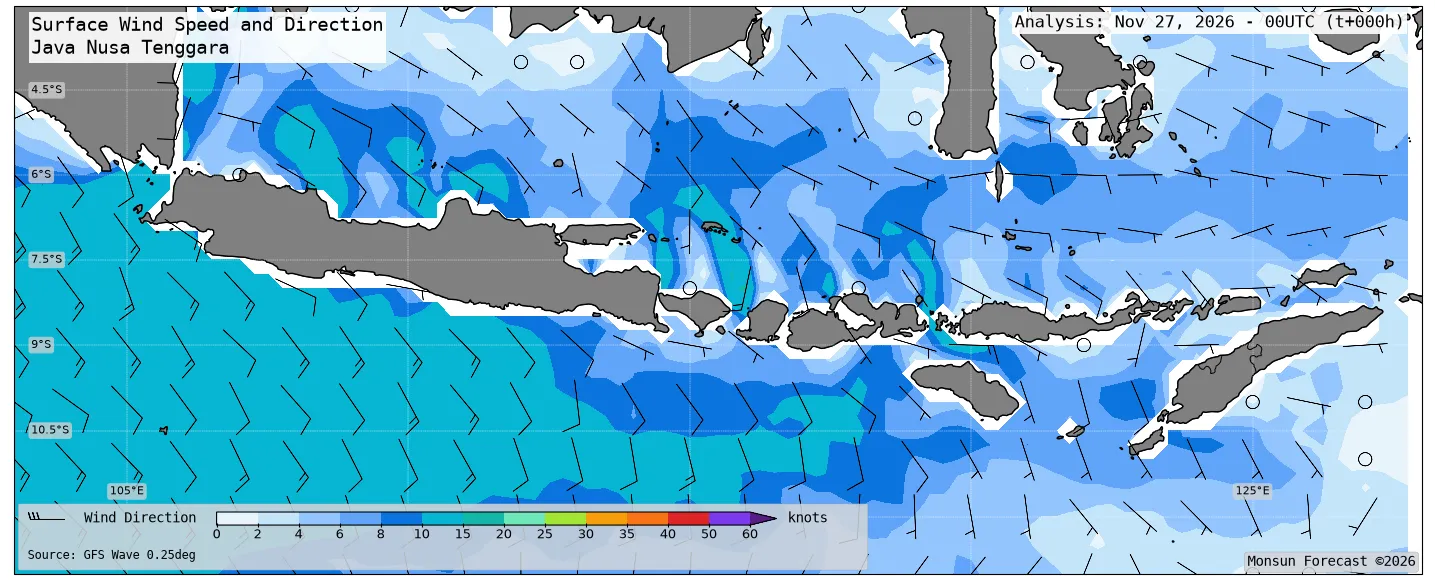 Surface Wind Speed and Direction
Java Nusa Tenggara
Analysis: Nov 27, 2026 - 00UTC (t+000h)
4.5°S
6°S
7.5°S
9°S
10.5°S
105°E
125°E
Wind Direction
0 2 4 6 8 10 15 20 25 30 35 40 50 60
knots
Source: GFS Wave 0.25deg
Monsun Forecast ©2026